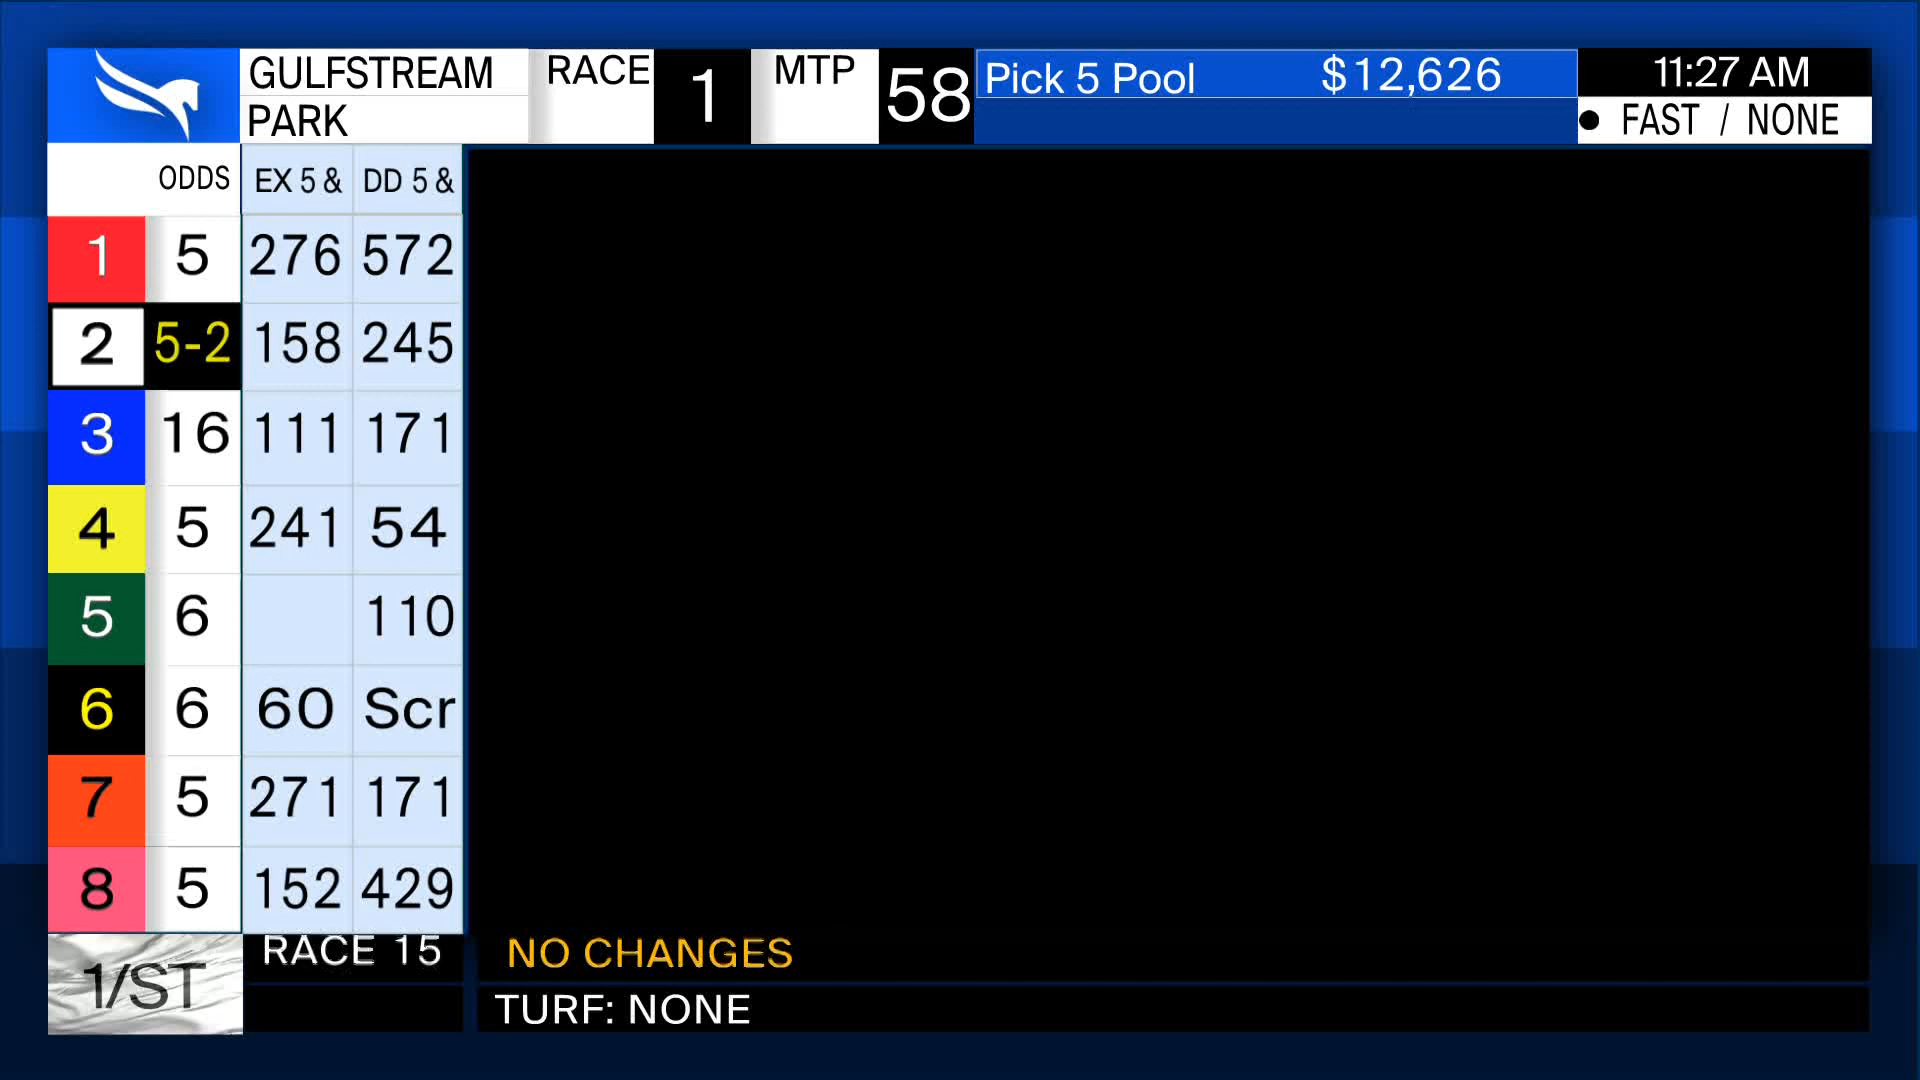 GULFSTREAM PARK
RACE 1
MTP 58
Pick 5 Pool $12,626
11:27 AM
FAST / NONE
ODDS EX 5 & DD 5 &
1 5 276 572
2 5-2 158 245
3 16 111 171
4 5 241 54
5 6 110
6 6 60 Scr
7 5 271 171
8 5 152 429
1/ST
RACE 15
NO CHANGES
TURF: NONE